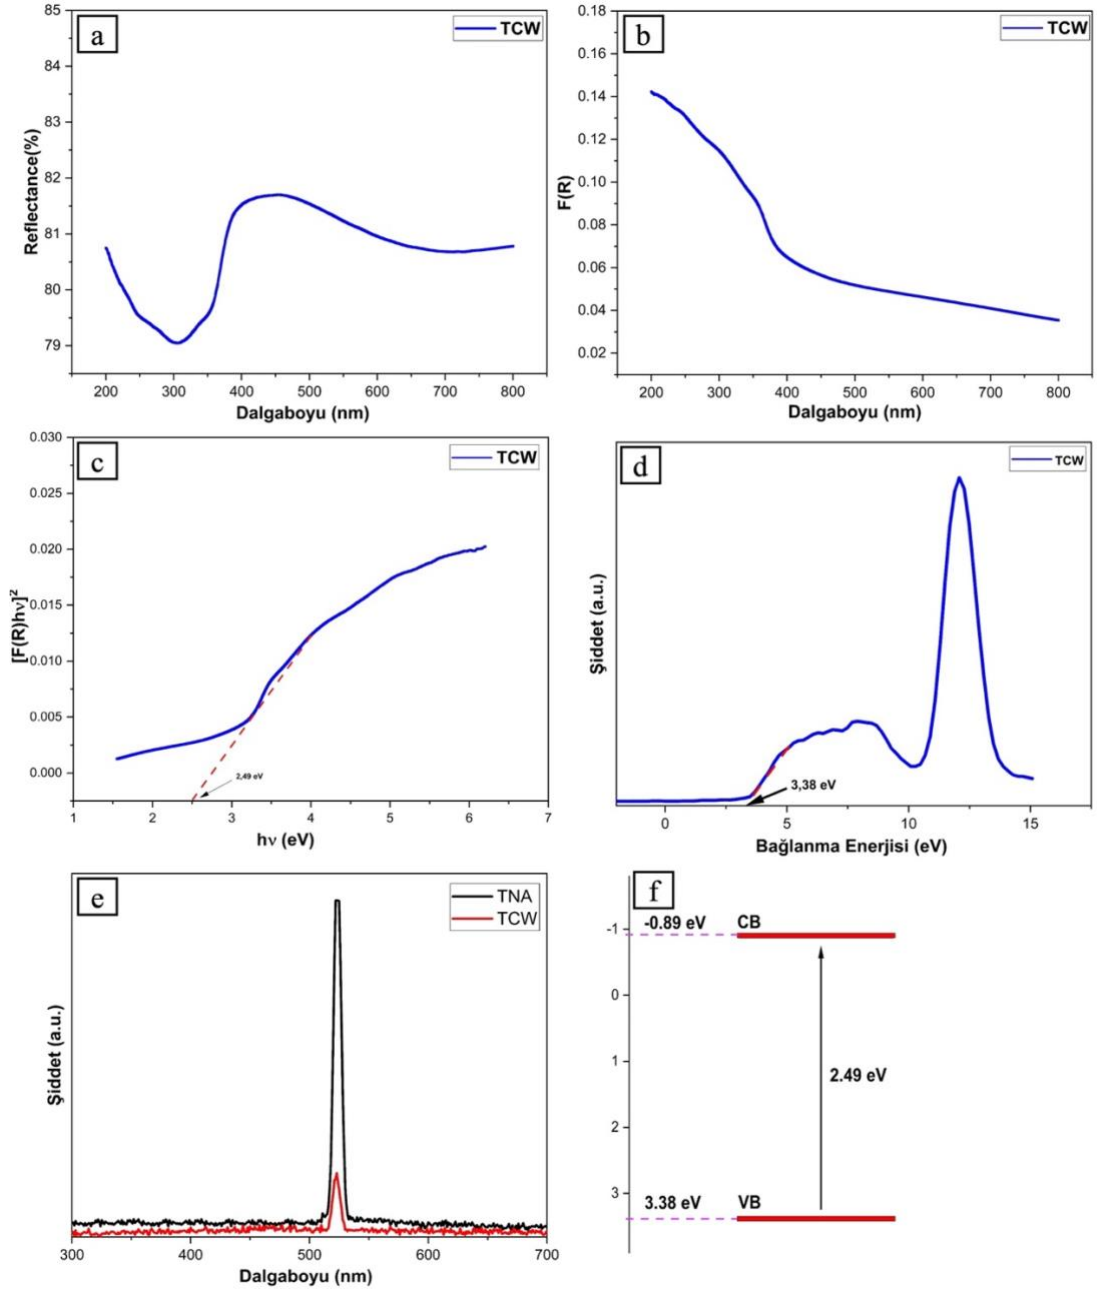 a
TCW
85
84
83
82
81
80
79
Reflectance(%)
200 300 400 500 600 700 800
Dalgaboyu (nm)
b
TCW
0.18
0.16
0.14
0.12
0.10
0.08
0.06
0.04
0.02
F(R)
200 300 400 500 600 700 800
Dalgaboyu (nm)
c
TCW
0.030
0.025
0.020
0.015
0.010
0.005
0.000
[F(R)hν]²
2,49 eV
1 2 3 4 5 6 7
hν (eV)
d
TCW
Şiddet (a.u.)
3,38 eV
0 5 10 15
Bağlanma Enerjisi (eV)
e
TNA
TCW
Şiddet (a.u.)
300 400 500 600 700
Dalgaboyu (nm)
f
-0.89 eV CB
-1
0
1
2.49 eV
2
3
3.38 eV VB